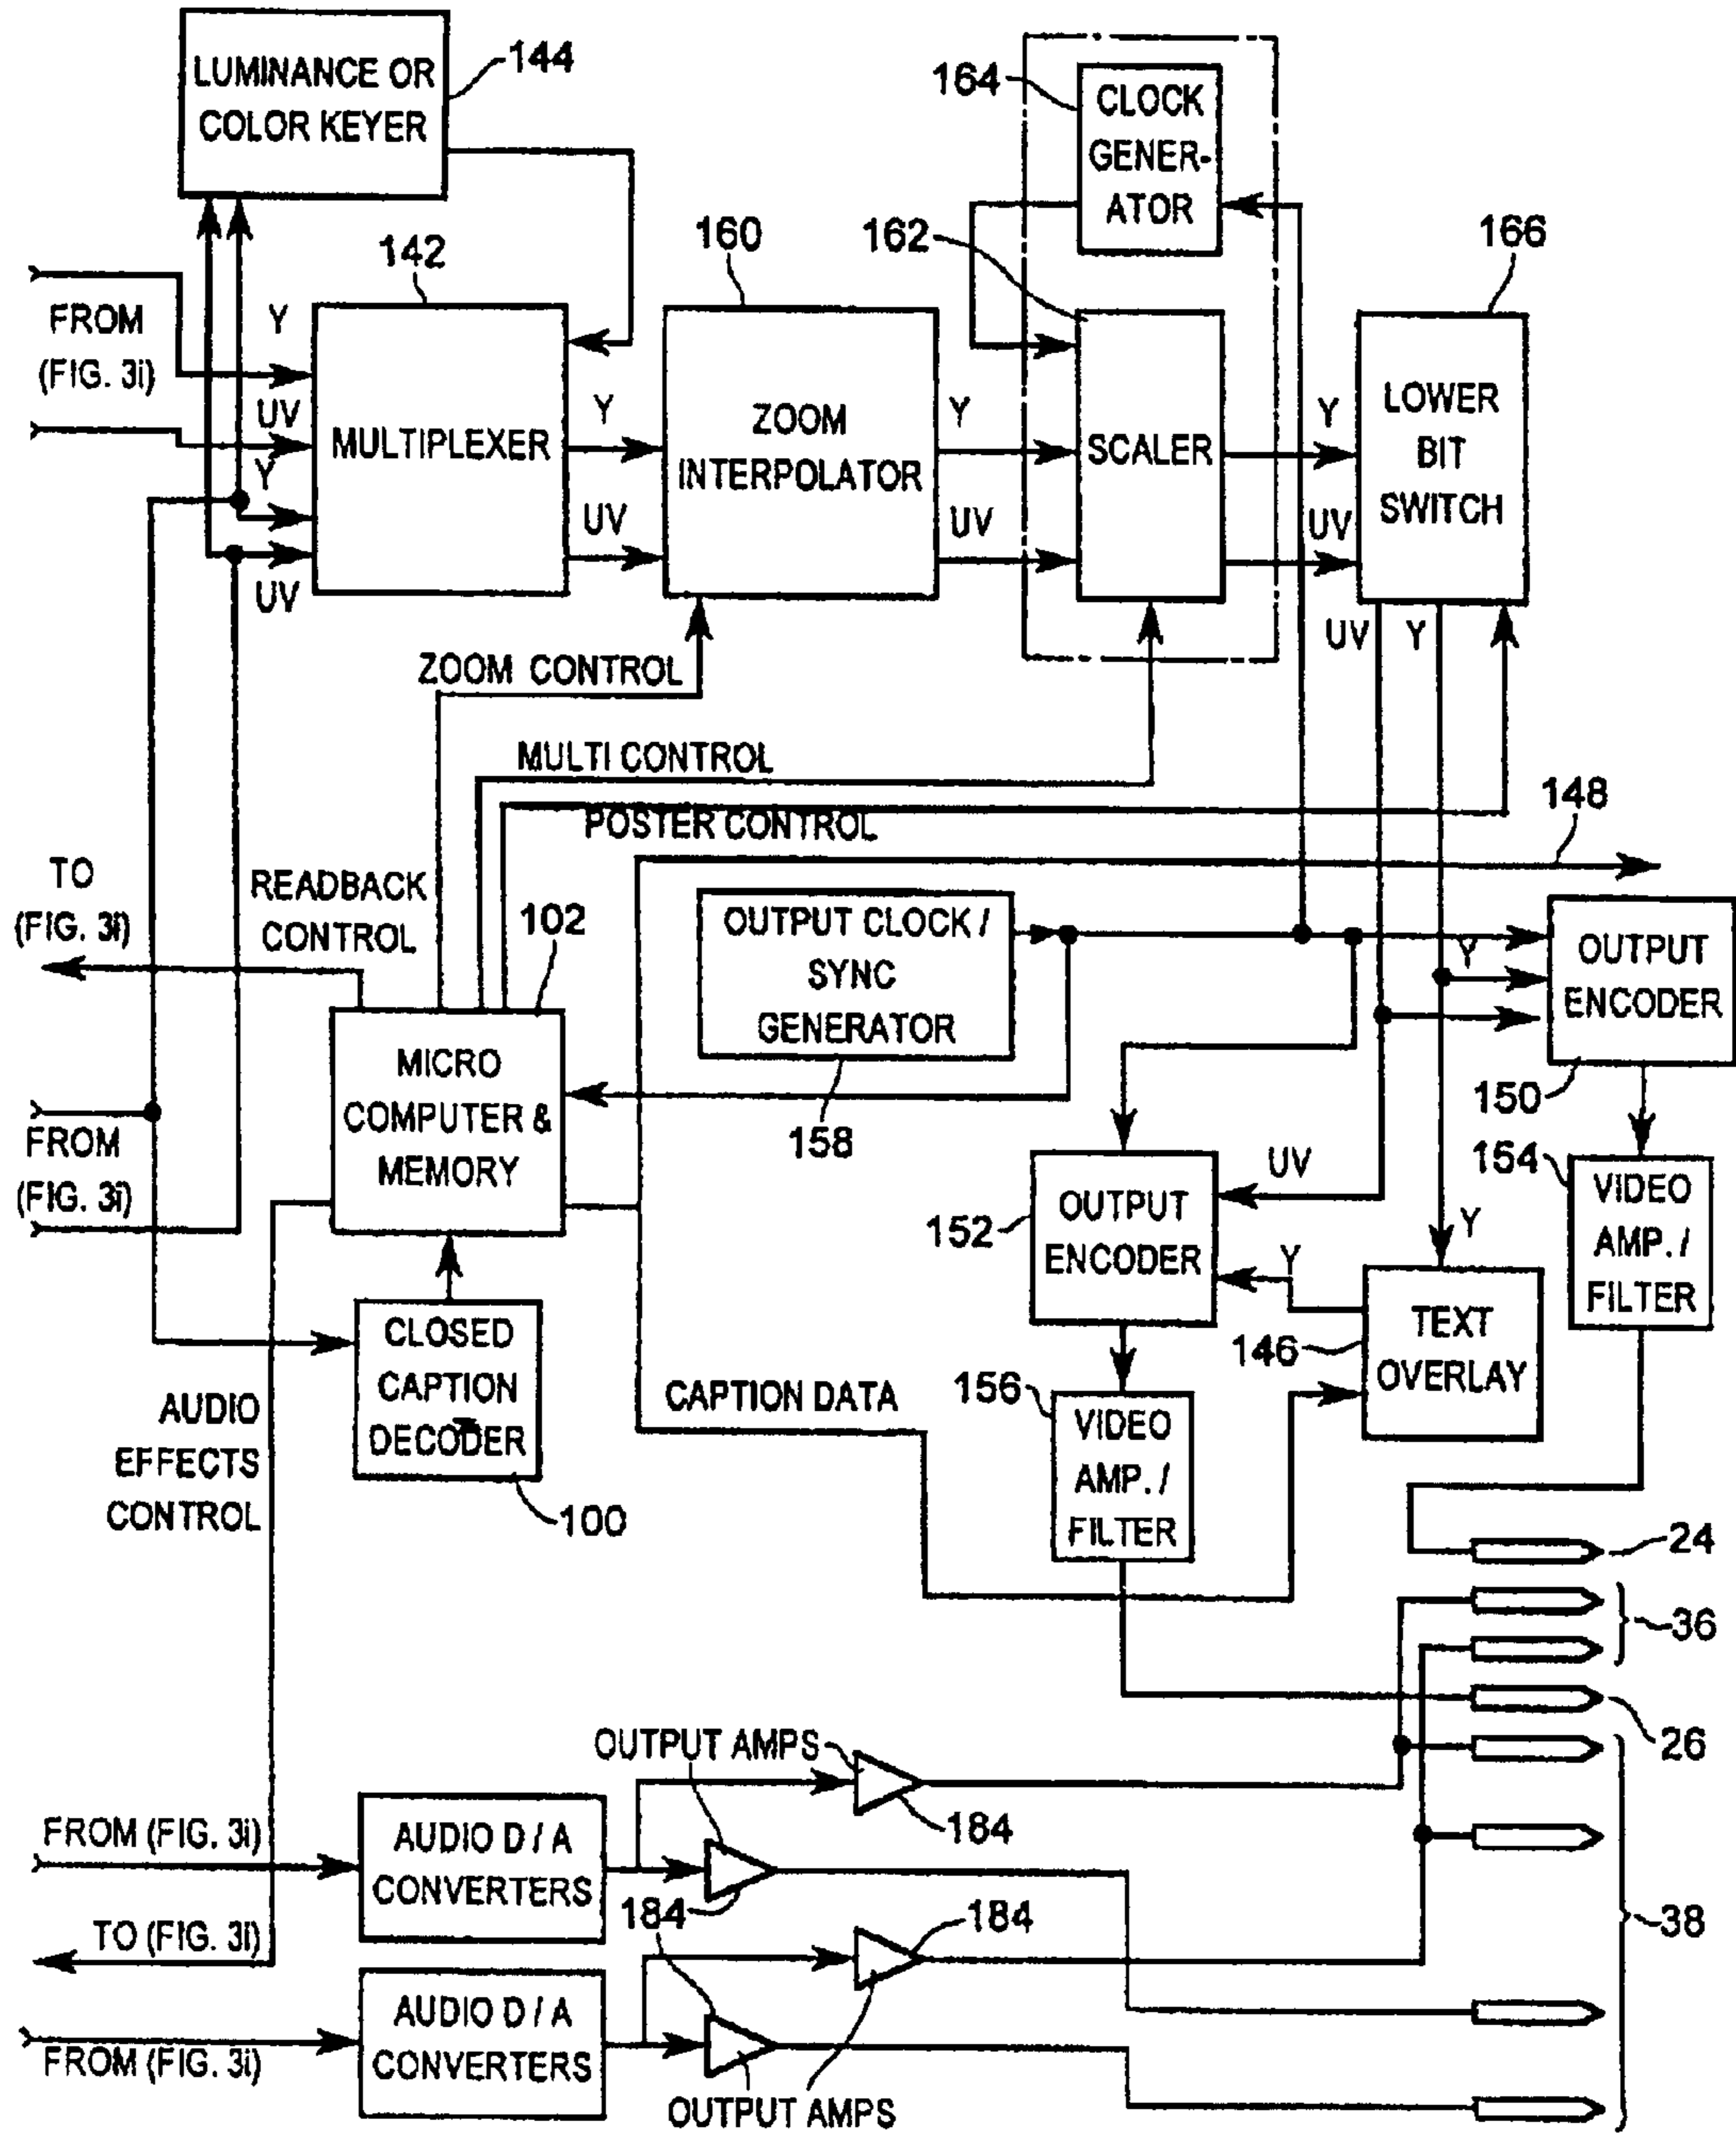 LUMINANCE OR
COLOR KEYER
144
164
CLOCK
GENER-
ATOR
142
160
162
166
FROM
(FIG. 3i)
Y
UV
Y
UV
MULTIPLEXER
Y
UV
ZOOM
INTERPOLATOR
Y
UV
SCALER
Y
UV
LOWER
BIT
SWITCH
UV
Y
ZOOM CONTROL
MULTI CONTROL
POSTER CONTROL
148
TO
(FIG. 3i)
READBACK
CONTROL
102
OUTPUT CLOCK /
SYNC
GENERATOR
158
Y
OUTPUT
ENCODER
150
MICRO
COMPUTER &
MEMORY
FROM
(FIG. 3i)
152
OUTPUT
ENCODER
UV
Y
Y
154
VIDEO
AMP. /
FILTER
146
TEXT
OVERLAY
CLOSED
CAPTION
DECODER
100
AUDIO
EFFECTS
CONTROL
CAPTION DATA
156
VIDEO
AMP. /
FILTER
24
36
26
OUTPUT AMPS
184
FROM (FIG. 3i)
AUDIO D / A
CONVERTERS
184
184
38
TO (FIG. 3i)
AUDIO D / A
CONVERTERS
FROM (FIG. 3i)
OUTPUT AMPS